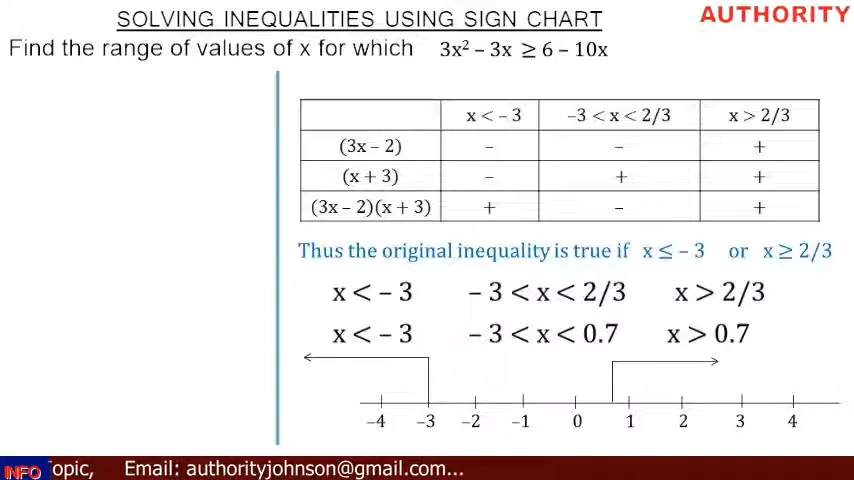 SOLVING INEQUALITIES USING SIGN CHART
AUTHORITY
Find the range of values of x for which 3x² – 3x ≥ 6 – 10x
x < – 3 –3 < x < 2/3 x > 2/3
(3x – 2) – – +
(x + 3) – + +
(3x – 2)(x + 3) + – +
Thus the original inequality is true if x ≤ – 3 or x ≥ 2/3
x < – 3 – 3 < x < 2/3 x > 2/3
x < – 3 – 3 < x < 0.7 x > 0.7
–4 –3 –2 –1 0 1 2 3 4
INFO Topic, Email: authorityjohnson@gmail.com...